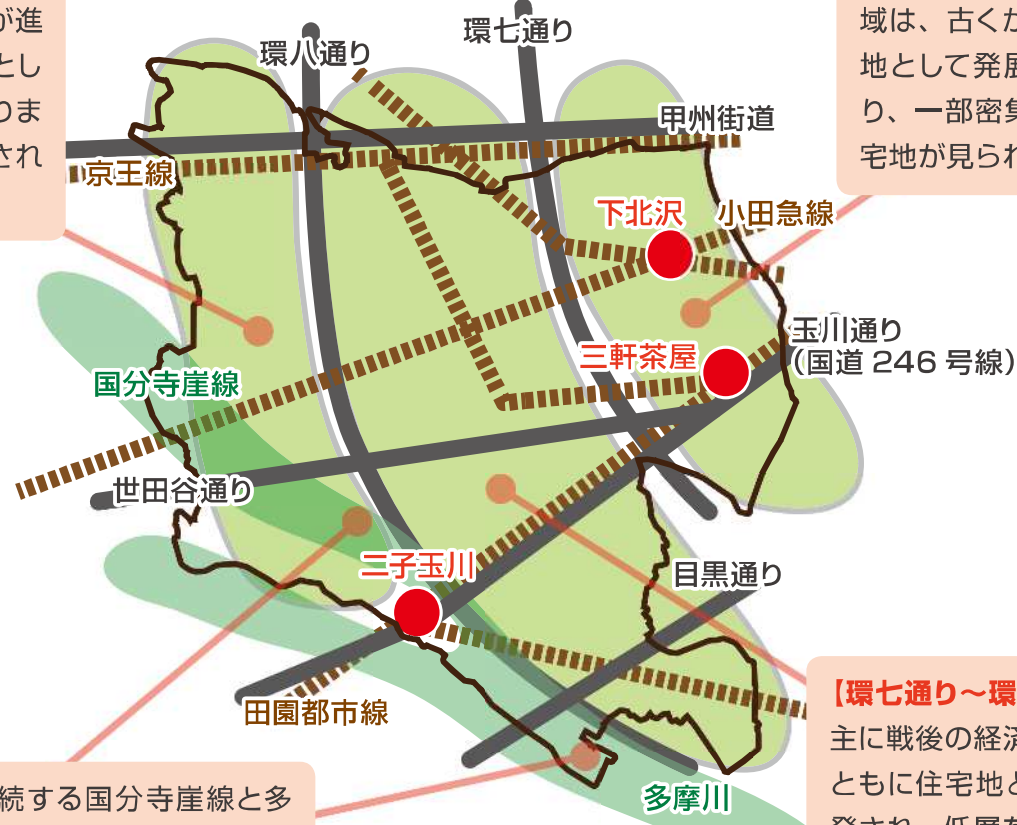 が進
とし
りま
され
環八通り
環七通り
域は、古くか
地として発展
り、一部密集
宅地が見られ
甲州街道
京王線
下北沢
小田急線
玉川通り
（国道 246 号線）
三軒茶屋
国分寺崖線
世田谷通り
二子玉川
目黒通り
田園都市線
多摩川
続する国分寺崖線と多
【環七通り～環
主に戦後の経済
ともに住宅地と